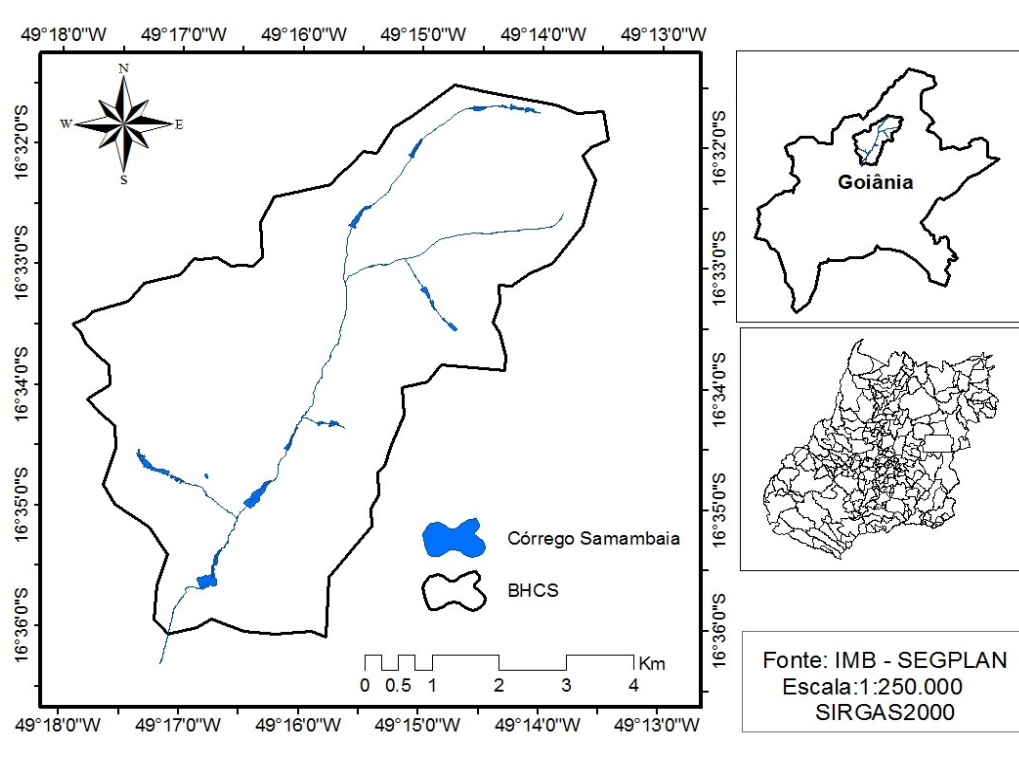 49°18'0"W 49°17'0"W 49°16'0"W 49°15'0"W 49°14'0"W 49°13'0"W
N
W E
S
16°32'0"S
16°33'0"S
16°34'0"S
16°35'0"S
16°36'0"S
16°32'0"S
16°33'0"S
16°34'0"S
16°35'0"S
16°36'0"S
Córrego Samambaia
BHCS
Km
0 0.5 1 2 3 4
49°18'0"W 49°17'0"W 49°16'0"W 49°15'0"W 49°14'0"W 49°13'0"W
Goiânia
Fonte: IMB - SEGPLAN
Escala:1:250.000
SIRGAS2000